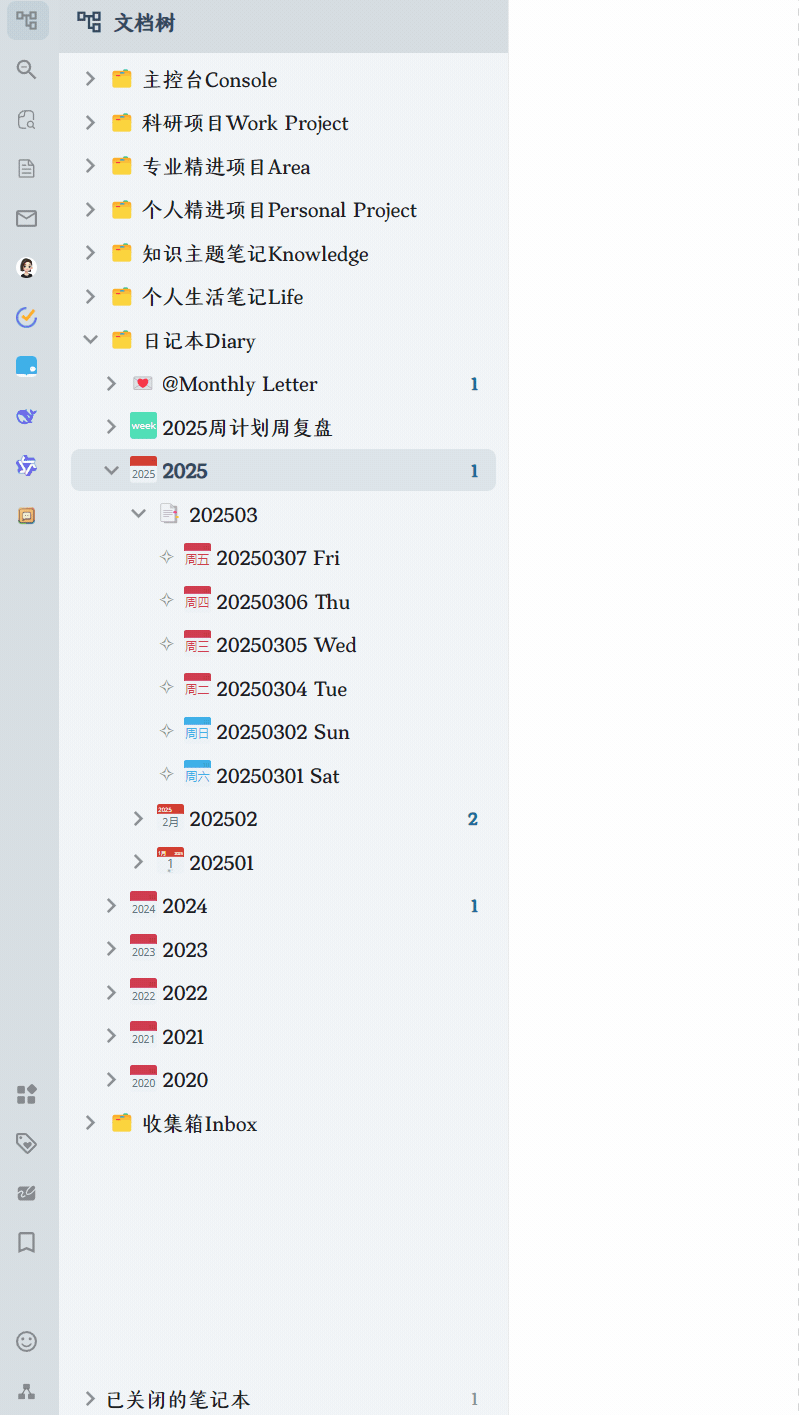 文档树
主控台Console
科研项目Work Project
专业精进项目Area
个人精进项目Personal Project
知识主题笔记Knowledge
个人生活笔记Life
日记本Diary
@Monthly Letter 1
week 2025周计划周复盘
2025 2025 1
202503
周五 20250307 Fri
周四 20250306 Thu
周三 20250305 Wed
周二 20250304 Tue
周日 20250302 Sun
周六 20250301 Sat
2025 2月 202502 2
1月 1 202501
2024 2024 1
2023 2023
2022 2022
2021 2021
2020 2020
收集箱Inbox
已关闭的笔记本 1